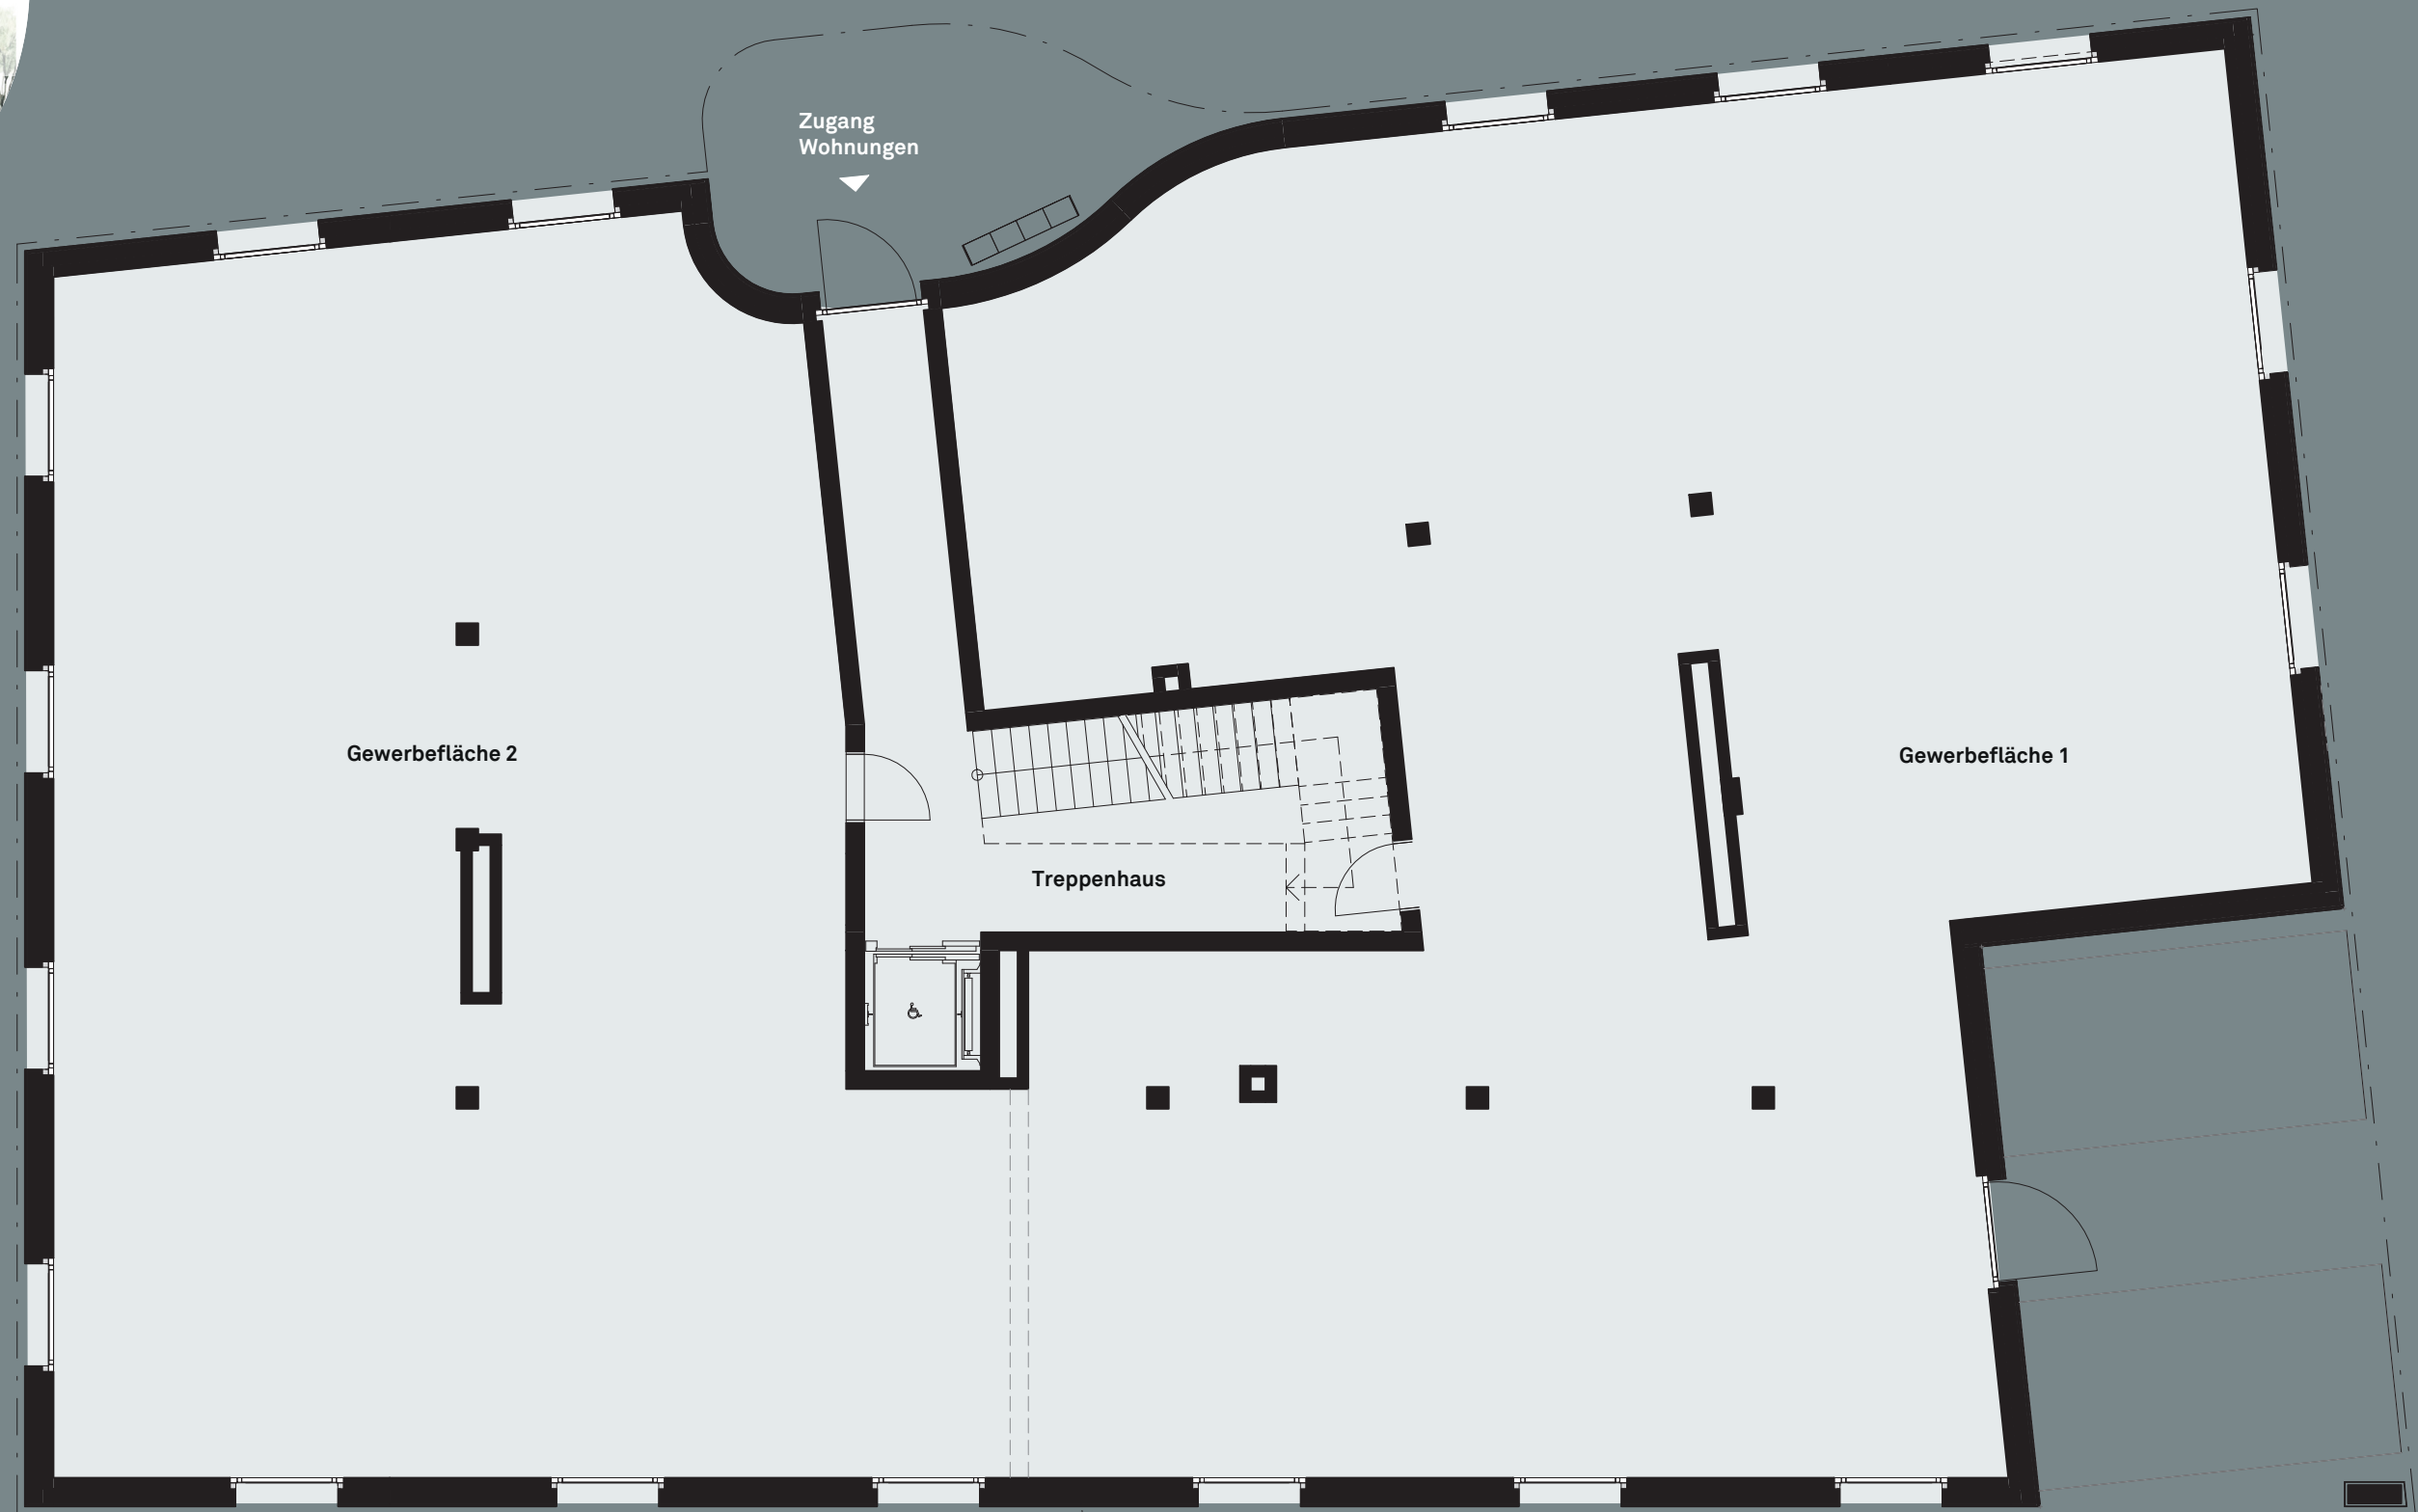 Zugang
Wohnungen
Gewerbefläche 2
Gewerbefläche 1
Treppenhaus